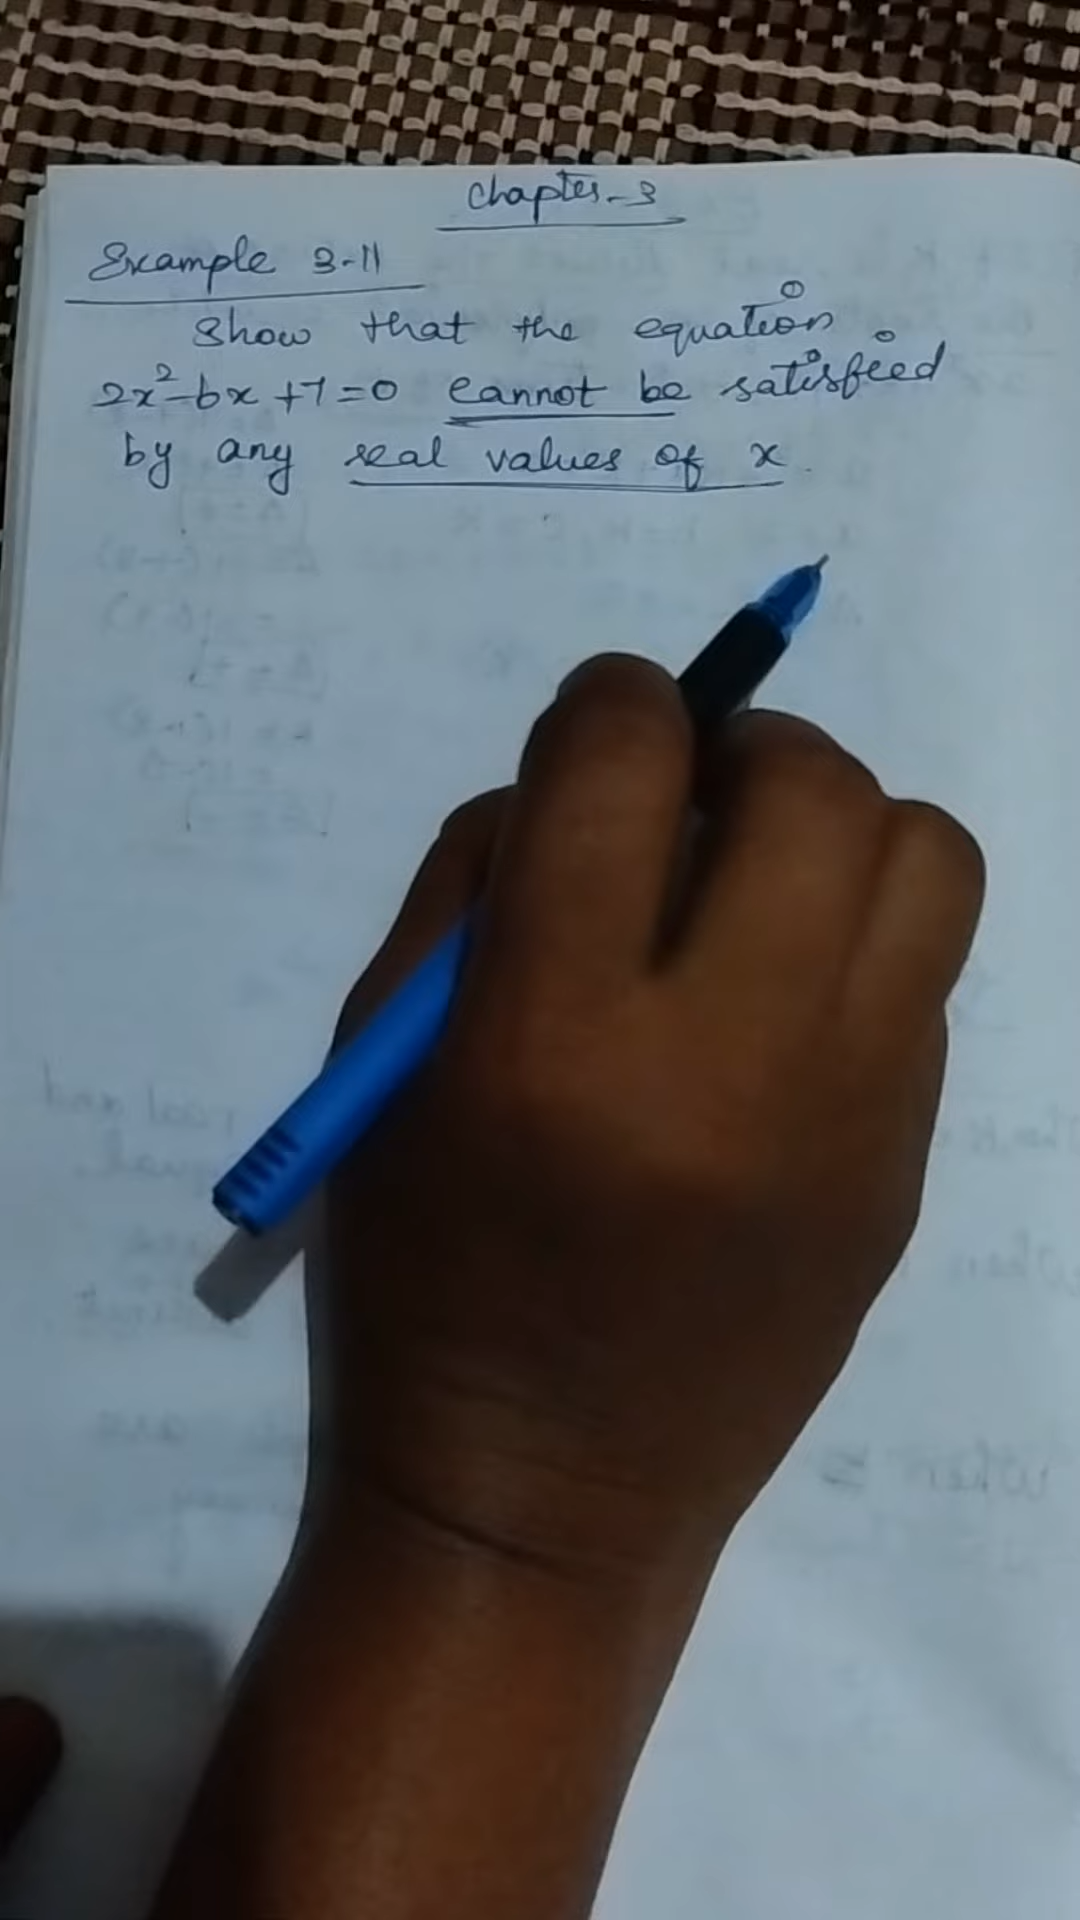 Chapter-3
Example 3-11
Show that the equation
2x²-6x+7=0 cannot be satisfied
by any real values of x.